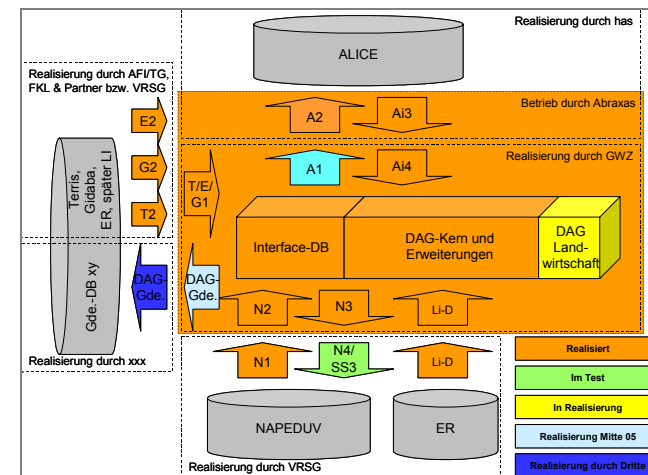 Realisierung durch has
ALICE
Realisierung durch AFI/TG,
FKL & Partner bzw. VRSG
E2
G2
T2
Terris,
Gidaba,
ER, später LI
Gde.-DB xy
Realisierung durch xxx
Betrieb durch Abraxas
A2
Ai3
Realisierung durch GWZ
A1
Ai4
T/E/
G1
Interface-DB
DAG-Kern und
Erweiterungen
DAG
Land-
wirtschaft
DAG-
Gde.
DAG-
Gde.
N2
N3
Li-D
N1
N4/
SS3
Li-D
NAPEDUV
ER
Realisierung durch VRSG
Realisiert
Im Test
In Realisierung
Realisierung Mitte 05
Realisierung durch Dritte